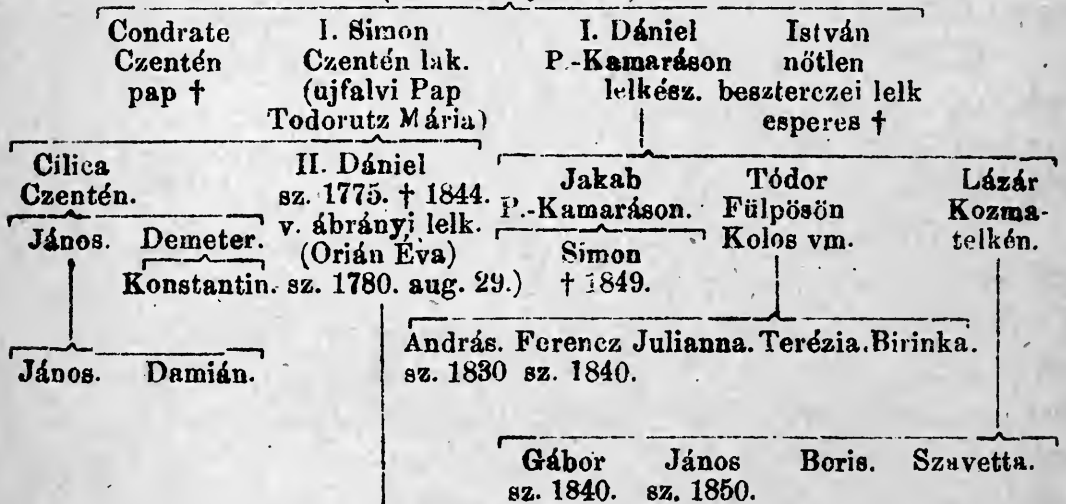 Condrate I. Simon I. Dániel István
Czentén Czentén lak. P.-Kamaráson nőtlen
pap † (ujfalvi Pap lelkész. beszterczei lelk
Todorutz Mária) esperes †
Cilica II. Dániel Jakab Tódor Lázár
Czentén. sz. 1775. † 1844. P.-Kamaráson. Fülpösön Kozma-
János. Demeter. v. ábrányi lelk. Kolos vm. telkén.
(Orián Éva) Simon
Konstantin. sz. 1780. aug. 29.) † 1849.
András. Ferencz Julianna. Terézia. Birinka.
János. Damián. sz. 1830 sz. 1840.
Gábor János Boris. Szavetta.
sz. 1840. sz. 1850.